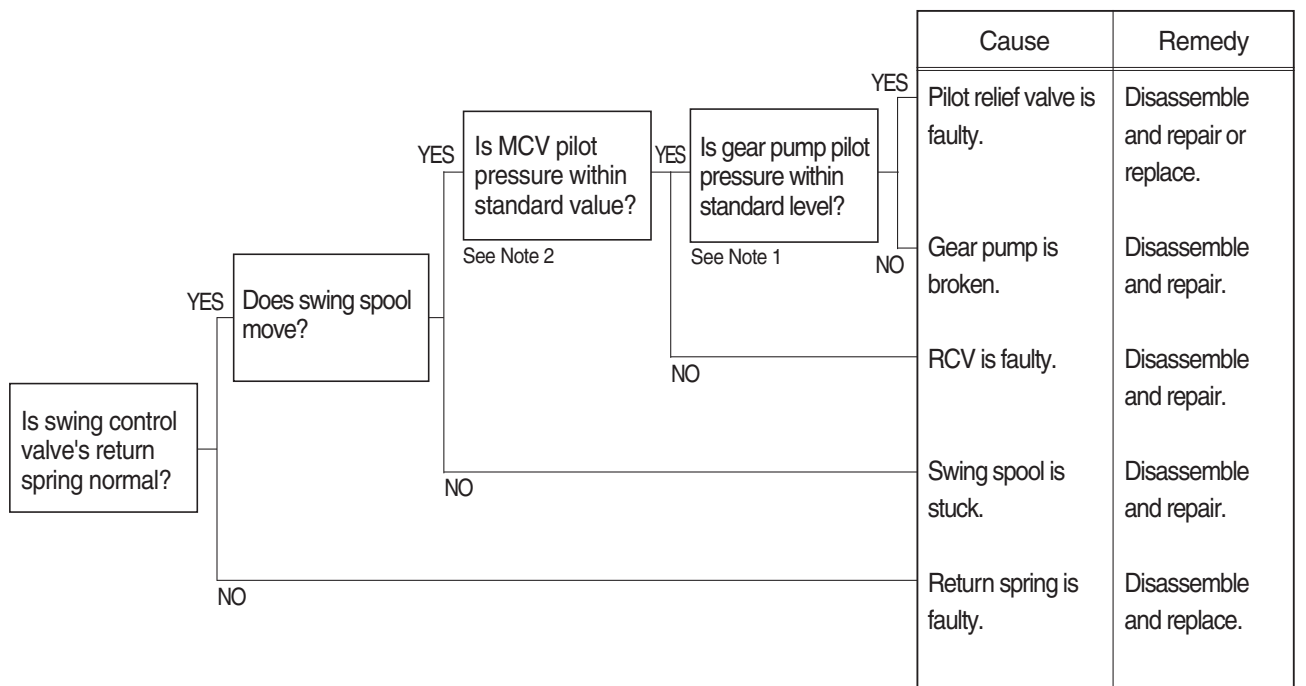 Cause
Remedy
YES
Pilot relief valve is
faulty.
Disassemble
and repair or
replace.
YES
Is MCV pilot
pressure within
standard value?
See Note 2
YES
Is gear pump pilot
pressure within
standard level?
See Note 1
NO
Gear pump is
broken.
Disassemble
and repair.
YES
Does swing spool
move?
NO
RCV is faulty.
Disassemble
and repair.
Is swing control
valve's return
spring normal?
NO
Swing spool is
stuck.
Disassemble
and repair.
NO
Return spring is
faulty.
Disassemble
and replace.